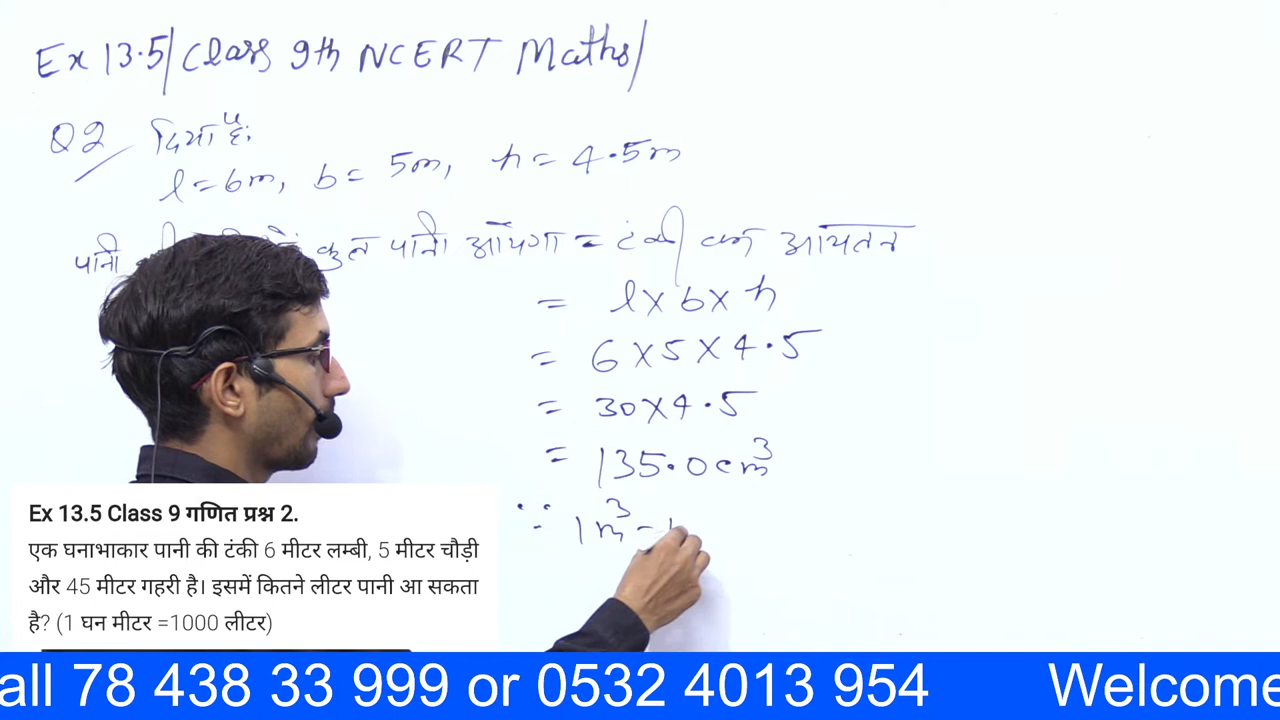 Ex 13.5/Class 9th NCERT Maths/
Q2 दिया है:
l = 6m, b = 5m, h = 4.5m
पानी कुल पानी आयेगा = टंकी का आयतन
= l × b × h
= 6 × 5 × 4.5
= 30 × 4.5
= 135.0 cm³
∵ 1 m³ = 1
Ex 13.5 Class 9 गणित प्रश्न 2.
एक घनाभाकार पानी की टंकी 6 मीटर लम्बी, 5 मीटर चौड़ी
और 45 मीटर गहरी है। इसमें कितने लीटर पानी आ सकता
है? (1 घन मीटर =1000 लीटर)
all 78 438 33 999 or 0532 4013 954 Welcome